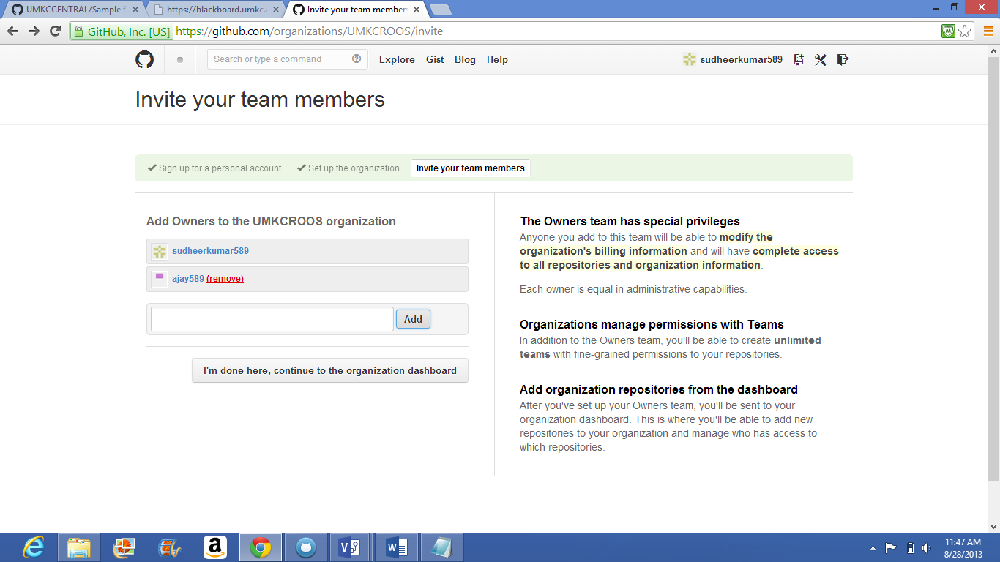 UMKCCENTRAL/Sample f
https://blackboard.umkc.
Invite your team members
GitHub, Inc. [US]
https://github.com/organizations/UMKCROOS/invite
Search or type a command
Explore
Gist
Blog
Help
sudheerkumar589
Invite your team members
Sign up for a personal account
Set up the organization
Invite your team members
Add Owners to the UMKCROOS organization
sudheerkumar589
ajay589 (remove)
Add
I'm done here, continue to the organization dashboard
The Owners team has special privileges
Anyone you add to this team will be able to modify the
organization's billing information and will have complete access
to all repositories and organization information.
Each owner is equal in administrative capabilities.
Organizations manage permissions with Teams
In addition to the Owners team, you'll be able to create unlimited
teams with fine-grained permissions to your repositories.
Add organization repositories from the dashboard
After you've set up your Owners team, you'll be sent to your
organization dashboard. This is where you'll be able to add new
repositories to your organization and manage who has access to
which repositories.
11:47 AM
8/28/2013